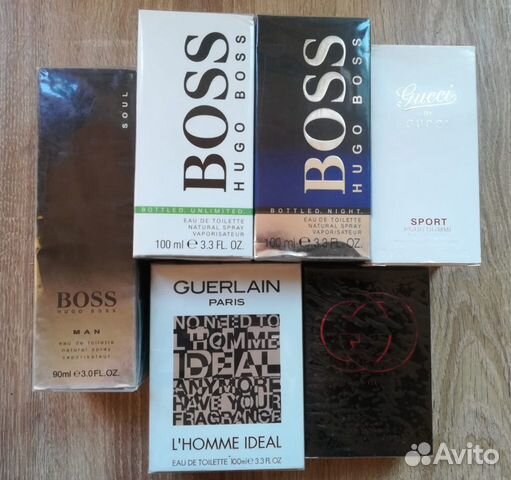 SOUL
BOSS
HUGO BOSS
MAN
eau de toilette
natural spray
vaporisateur
90ml e 3.0 FL.OZ.
BOSS
HUGO BOSS
BOTTLED. UNLIMITED.
EAU DE TOILETTE
NATURAL SPRAY
VAPORISATEUR
100 ml e 3.3 FL. OZ.
BOSS
HUGO BOSS
BOTTLED. NIGHT.
EAU DE TOILETTE
NATURAL SPRAY
VAPORISATEUR
100 ml e 3.3 FL. OZ.
Gucci
BY
GUCCI
SPORT
POUR HOMME
GUERLAIN
PARIS
NO NEED TO
L'HOMME
IDEAL
ANYMORE
HAVE YOUR
FRAGRANCE
L'HOMME IDEAL
EAU DE TOILETTE 100ml e 3.3 FL OZ
Avito